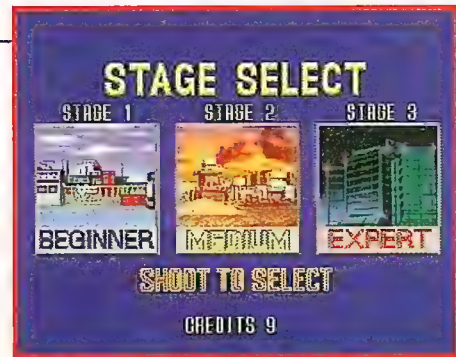 STAGE SELECT
STAGE 1 STAGE 2 STAGE 3
BEGINNER MEDIUM EXPERT
SHOOT TO SELECT
CREDITS 9